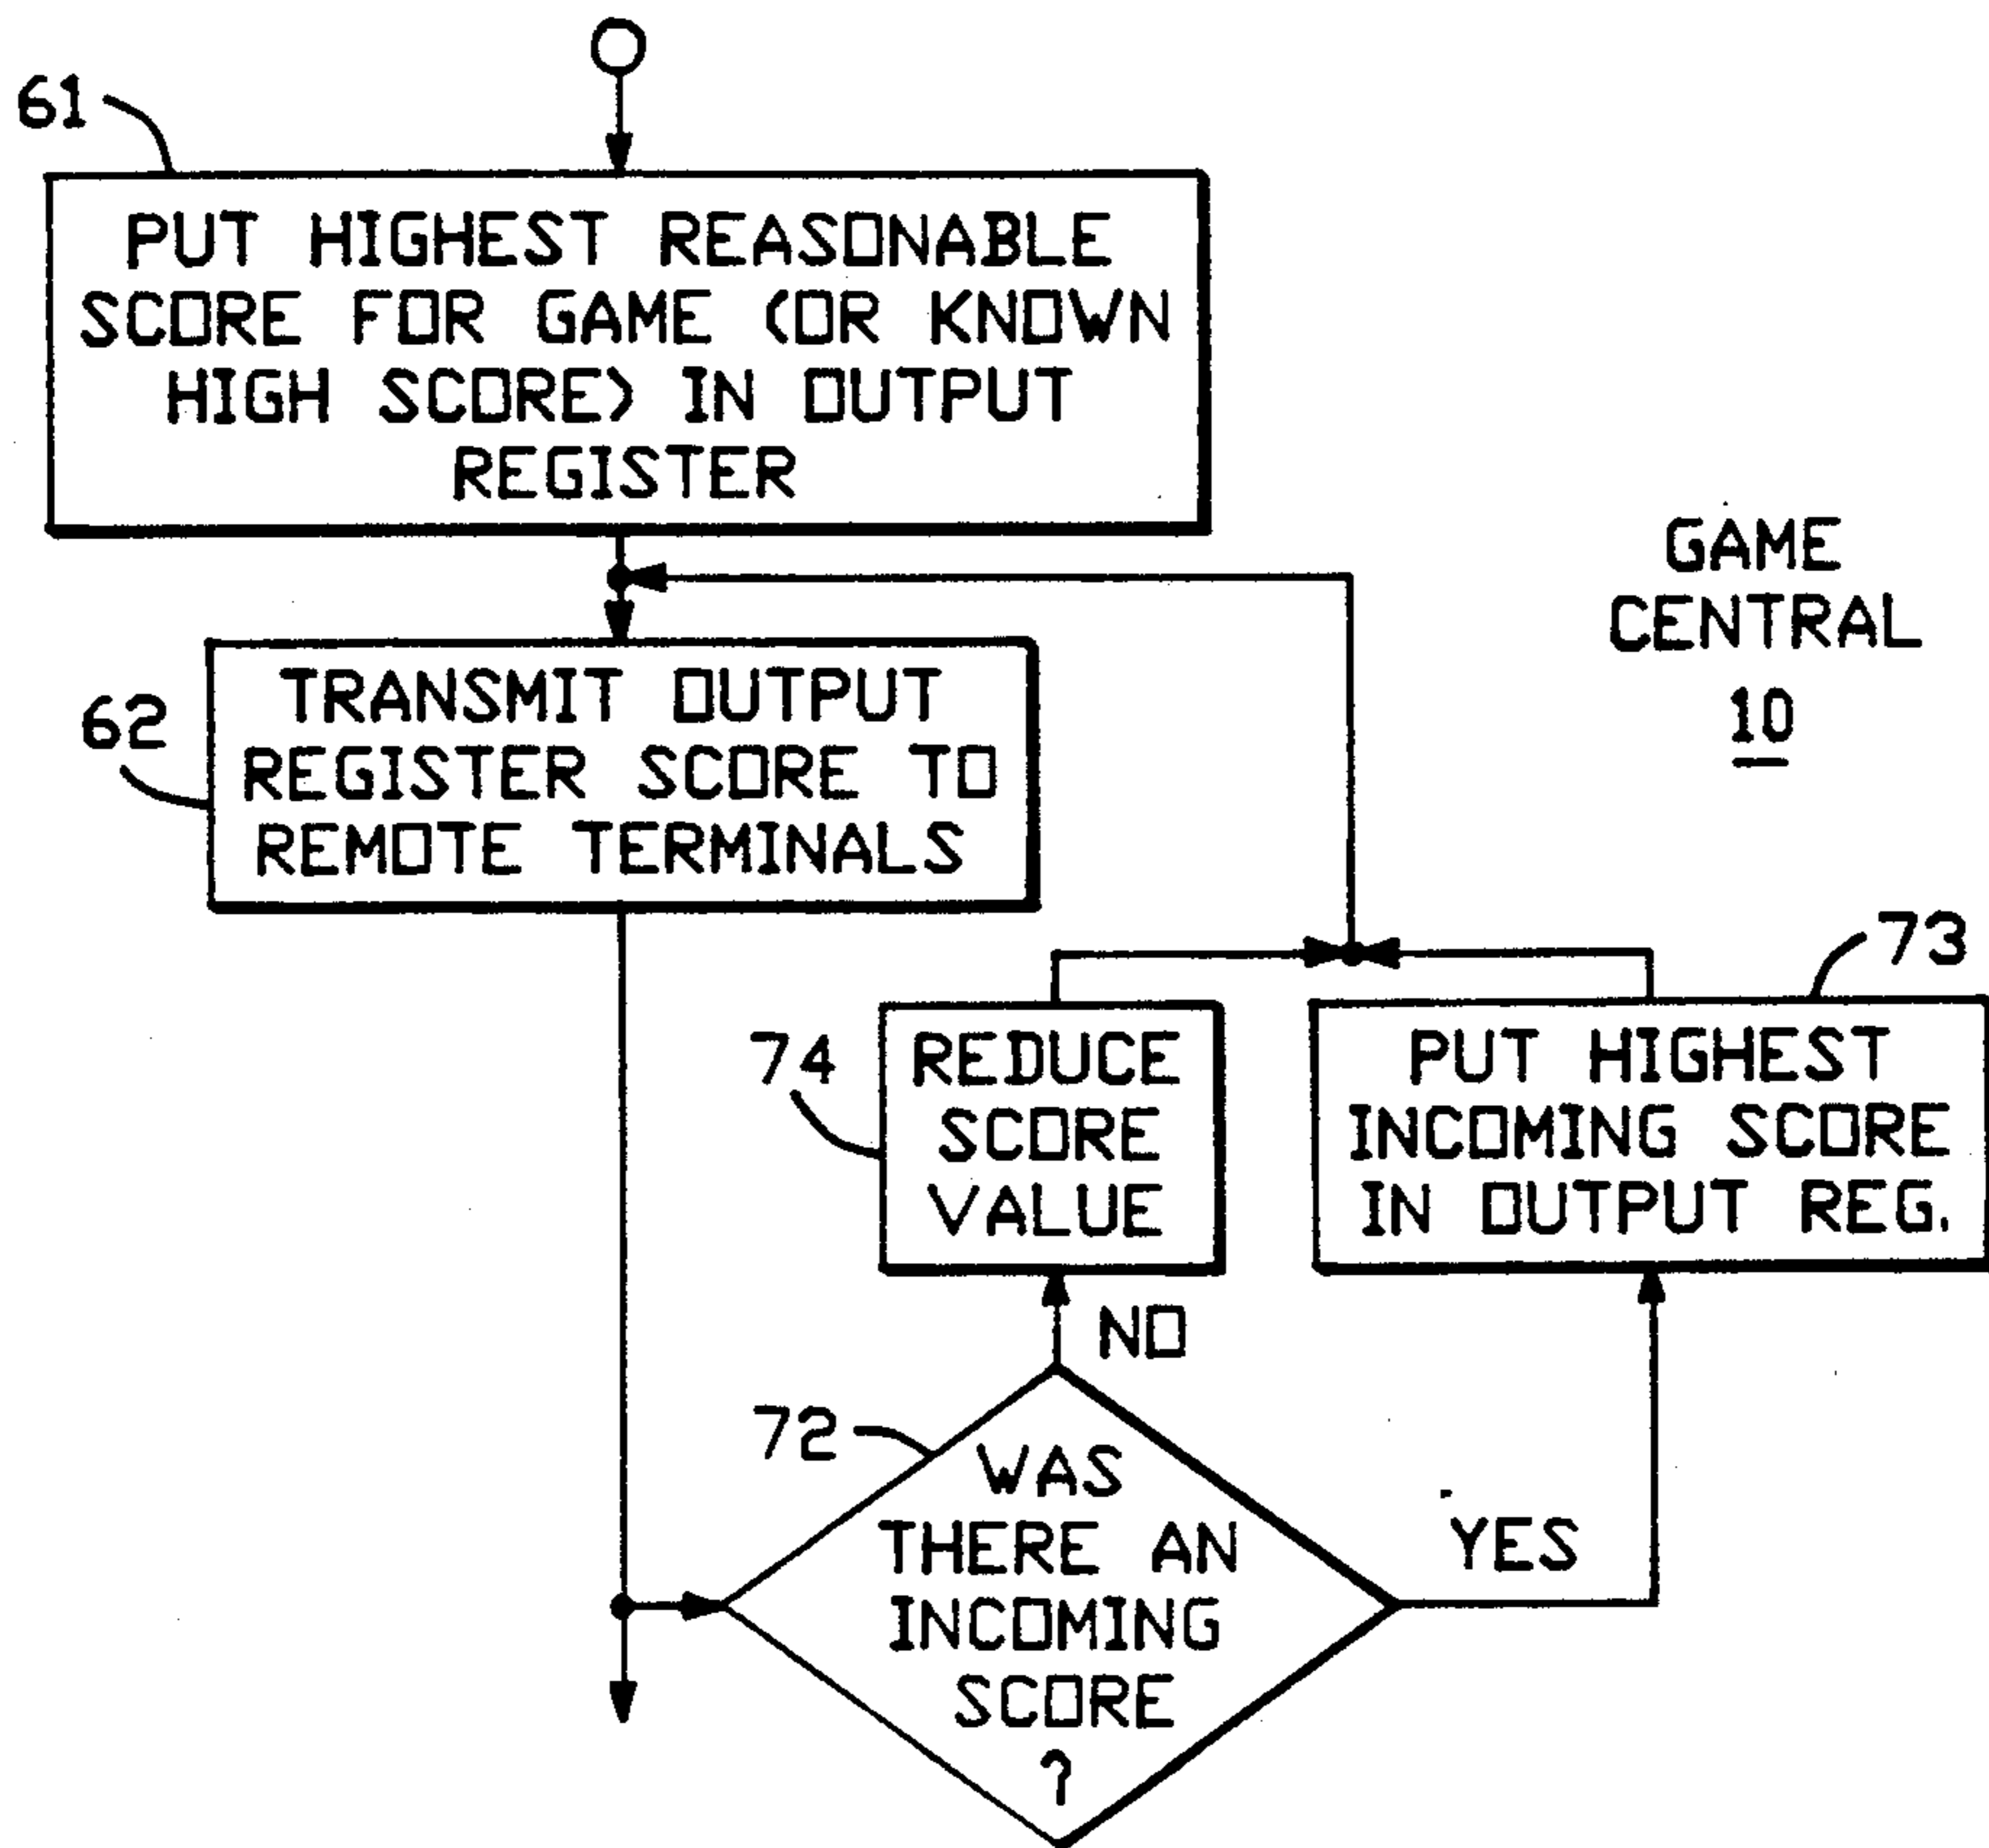 61
PUT HIGHEST REASONABLE
SCORE FOR GAME (OR KNOWN
HIGH SCORE) IN OUTPUT
REGISTER
GAME
CENTRAL
10
62
TRANSMIT OUTPUT
REGISTER SCORE TO
REMOTE TERMINALS
73
74
REDUCE
SCORE
VALUE
PUT HIGHEST
INCOMING SCORE
IN OUTPUT REG.
NO
72
WAS
THERE AN
INCOMING
SCORE
?
YES